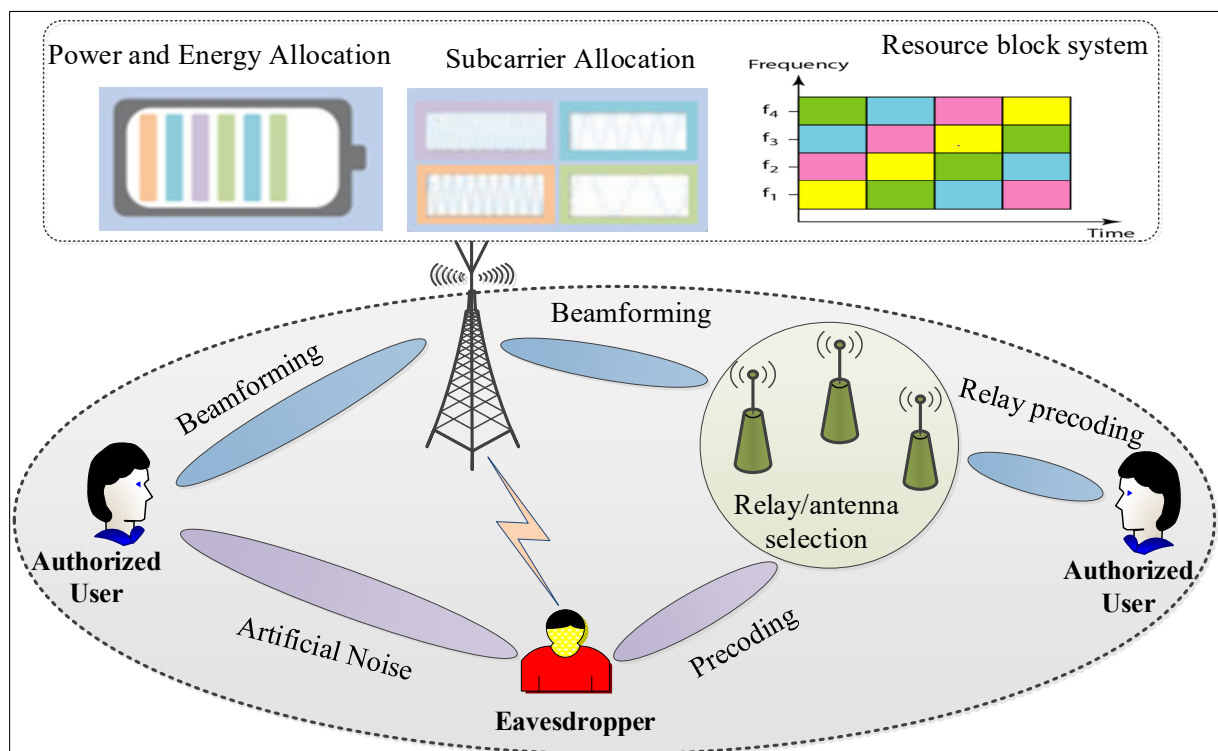 Power and Energy Allocation
Subcarrier Allocation
Resource block system
Frequency
f4
f3
f2
f1
Time
Beamforming
Beamforming
Relay precoding
Relay/antenna
selection
Authorized
User
Authorized
User
Artificial Noise
Precoding
Eavesdropper